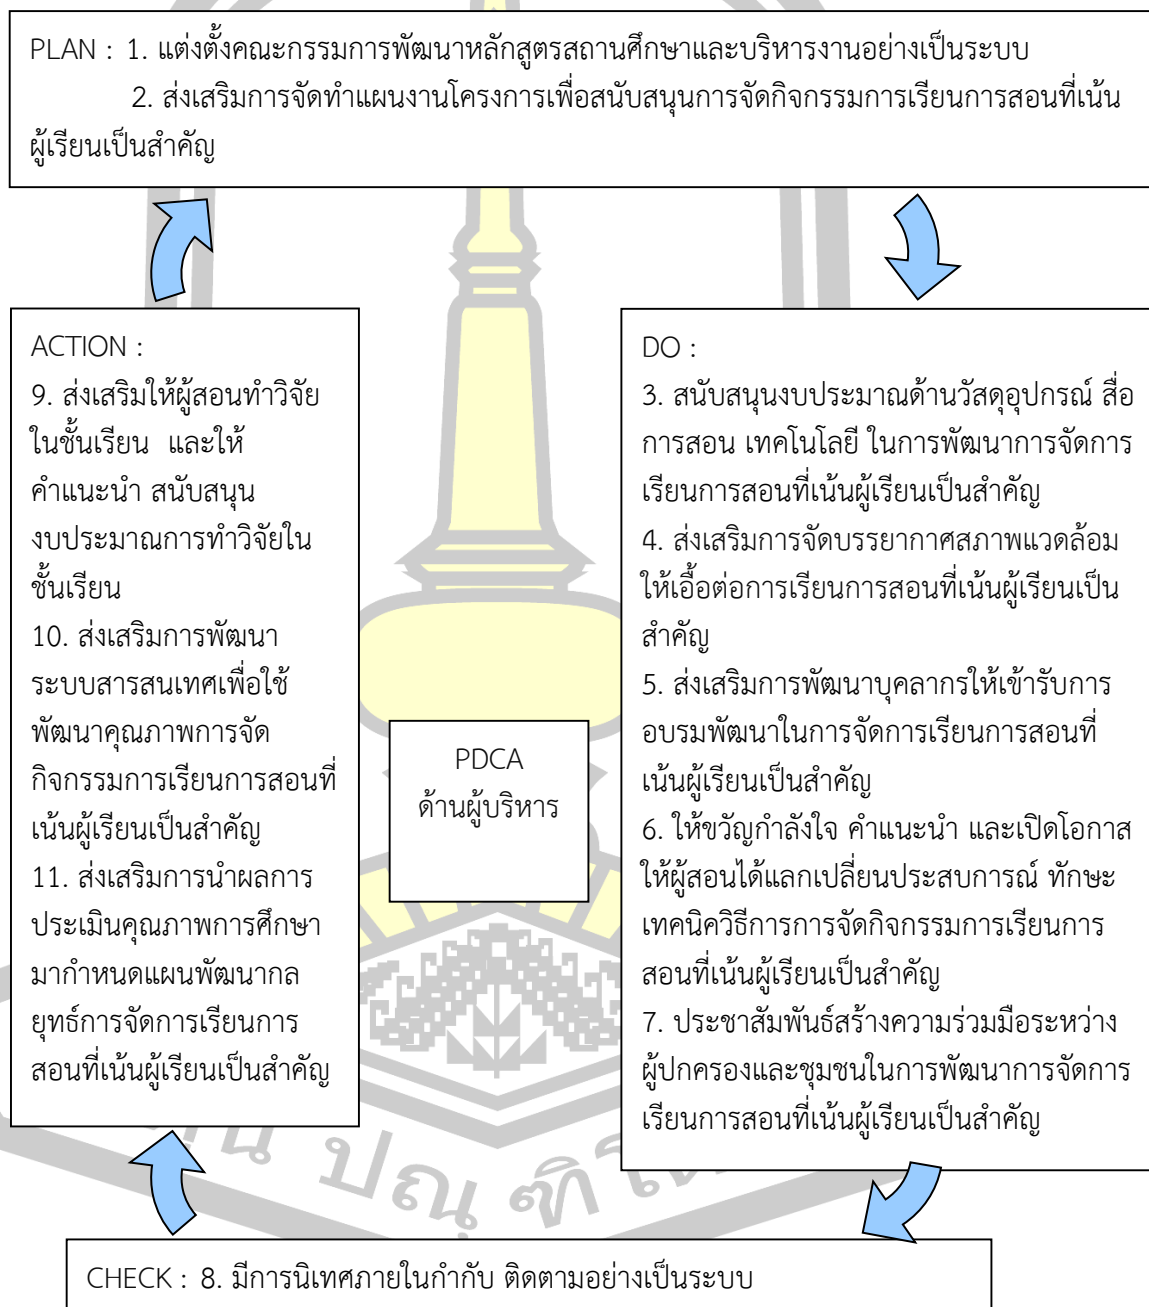 PLAN : 1. แต่งตั้งคณะกรรมการพัฒนาหลักสูตรสถานศึกษาและบริหารงานอย่างเป็นระบบ
2. ส่งเสริมการจัดทำแผนงานโครงการเพื่อสนับสนุนการจัดกิจกรรมการเรียนการสอนที่เน้น
ผู้เรียนเป็นสำคัญ
ACTION :
9. ส่งเสริมให้ผู้สอนทำวิจัย
ในชั้นเรียน และให้
คำแนะนำ สนับสนุน
งบประมาณการทำวิจัยใน
ชั้นเรียน
10. ส่งเสริมการพัฒนา
ระบบสารสนเทศเพื่อใช้
พัฒนาคุณภาพการจัด
กิจกรรมการเรียนการสอนที่
เน้นผู้เรียนเป็นสำคัญ
11. ส่งเสริมการนำผลการ
ประเมินคุณภาพการศึกษา
มากำหนดแผนพัฒนากล
ยุทธ์การจัดการเรียนการ
สอนที่เน้นผู้เรียนเป็นสำคัญ
PDCA
ด้านผู้บริหาร
DO :
3. สนับสนุนงบประมาณด้านวัสดุอุปกรณ์ สื่อ
การสอน เทคโนโลยี ในการพัฒนาการจัดการ
เรียนการสอนที่เน้นผู้เรียนเป็นสำคัญ
4. ส่งเสริมการจัดบรรยากาศสภาพแวดล้อม
ให้เอื้อต่อการเรียนการสอนที่เน้นผู้เรียนเป็น
สำคัญ
5. ส่งเสริมการพัฒนาบุคลากรให้เข้ารับการ
อบรมพัฒนาในการจัดการเรียนการสอนที่
เน้นผู้เรียนเป็นสำคัญ
6. ให้ขวัญกำลังใจ คำแนะนำ และเปิดโอกาส
ให้ผู้สอนได้แลกเปลี่ยนประสบการณ์ ทักษะ
เทคนิควิธีการการจัดกิจกรรมการเรียนการ
สอนที่เน้นผู้เรียนเป็นสำคัญ
7. ประชาสัมพันธ์สร้างความร่วมมือระหว่าง
ผู้ปกครองและชุมชนในการพัฒนาการจัดการ
เรียนการสอนที่เน้นผู้เรียนเป็นสำคัญ
ปณฺฑิ
CHECK : 8. มีการนิเทศภายในกำกับ ติดตามอย่างเป็นระบบ